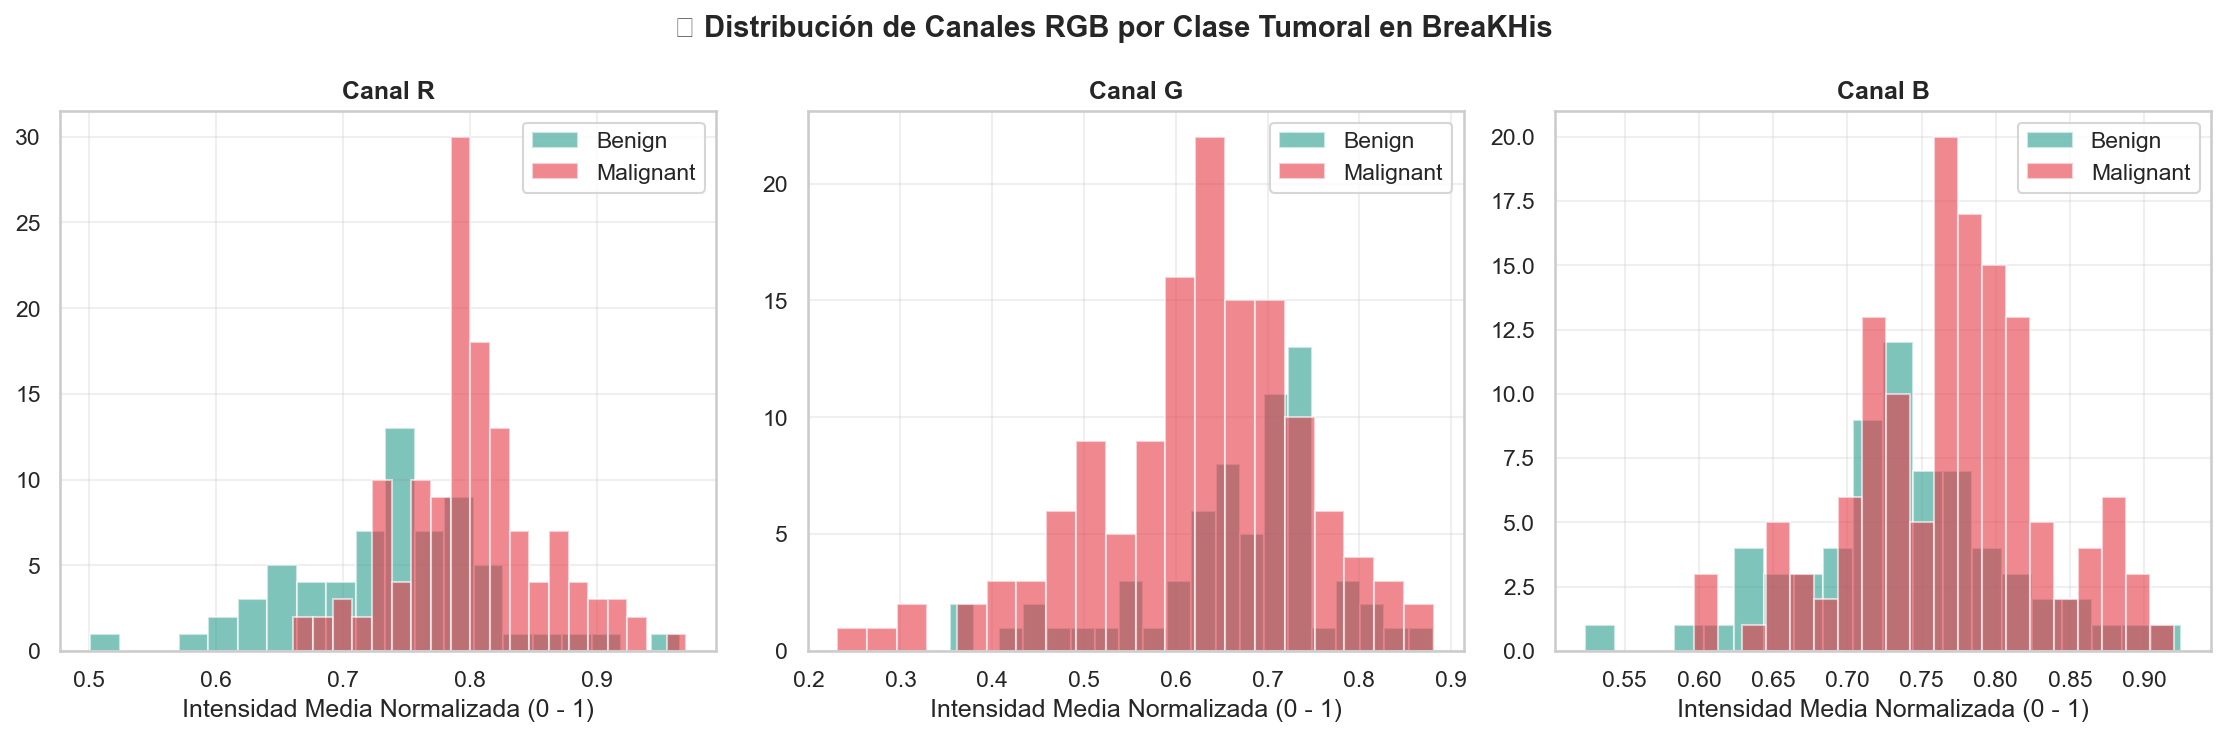 Distribución de Canales RGB por Clase Tumoral en BreaKHis
Canal R
30
25
20
15
10
5
0
0.5 0.6 0.7 0.8 0.9
Intensidad Media Normalizada (0 - 1)
Benign
Malignant
Canal G
20
15
10
5
0
0.2 0.3 0.4 0.5 0.6 0.7 0.8 0.9
Intensidad Media Normalizada (0 - 1)
Benign
Malignant
Canal B
20.0
17.5
15.0
12.5
10.0
7.5
5.0
2.5
0.0
0.55 0.60 0.65 0.70 0.75 0.80 0.85 0.90
Intensidad Media Normalizada (0 - 1)
Benign
Malignant